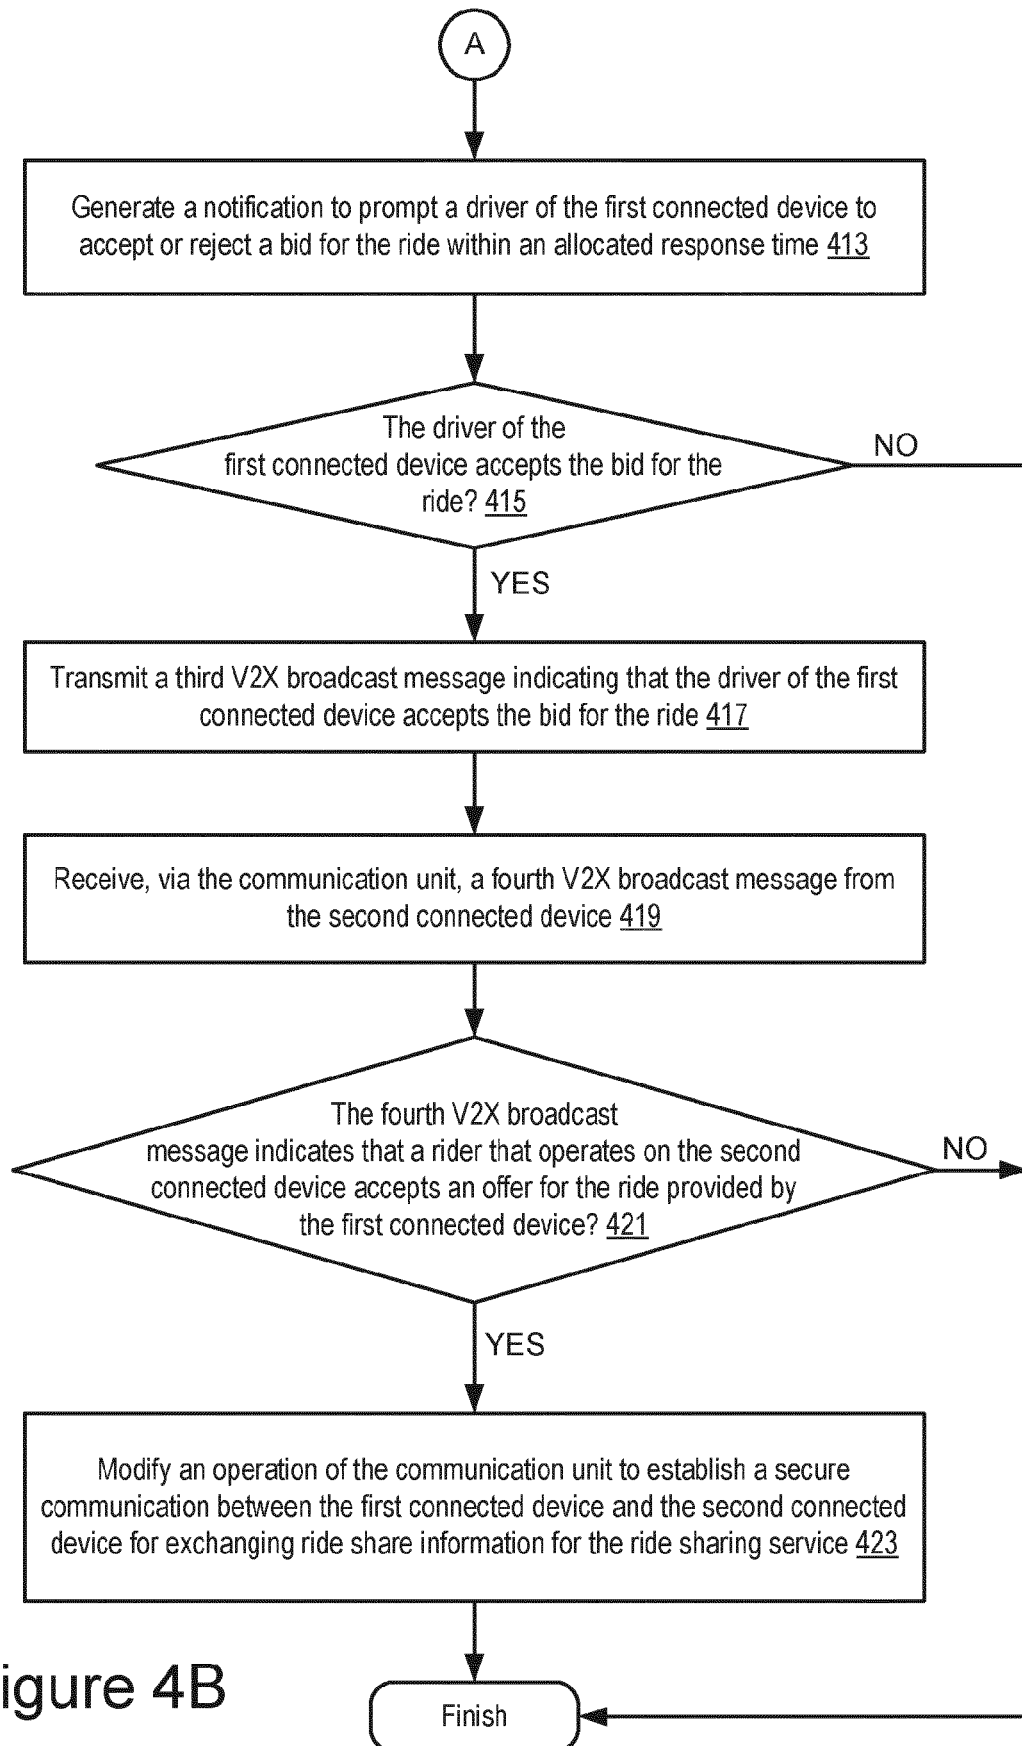 A
Generate a notification to prompt a driver of the first connected device to
accept or reject a bid for the ride within an allocated response time 413
The driver of the
first connected device accepts the bid for the
ride? 415
NO
YES
Transmit a third V2X broadcast message indicating that the driver of the first
connected device accepts the bid for the ride 417
Receive, via the communication unit, a fourth V2X broadcast message from
the second connected device 419
The fourth V2X broadcast
message indicates that a rider that operates on the second
connected device accepts an offer for the ride provided by
the first connected device? 421
NO
YES
Modify an operation of the communication unit to establish a secure
communication between the first connected device and the second connected
device for exchanging ride share information for the ride sharing service 423
igure 4B
Finish